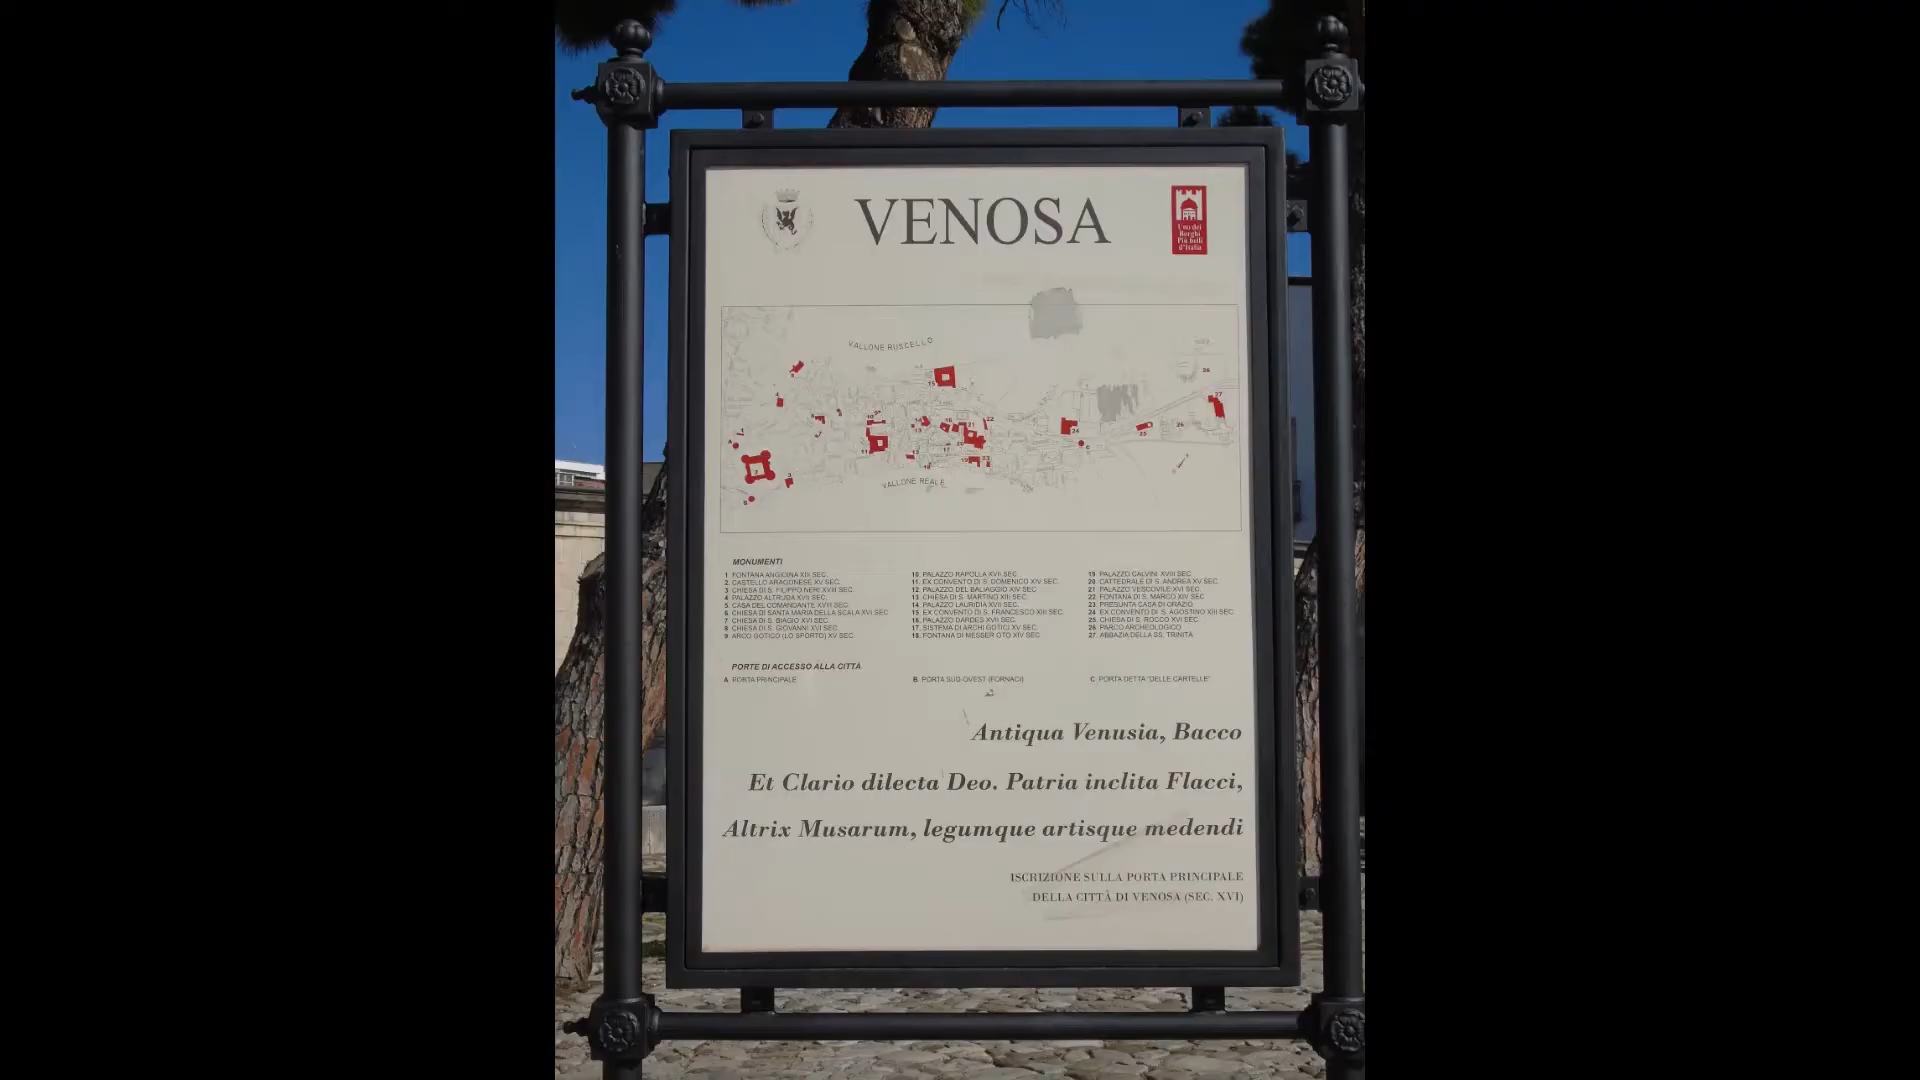 VENOSA
Uno dei
Borghi
Più belli
d'Italia
VALLONE RUSCELLO
VALLONE REALE
MONUMENTI
1 FONTANA ANGIOINA XIII SEC.
2 CASTELLO ARAGONESE XV SEC.
3 CHIESA DI S. FILIPPO NERI XVIII SEC.
4 PALAZZO ALTRUDA XVII SEC.
5 CASA DEL COMANDANTE XVIII SEC.
6 CHIESA DI SANTA MARIA DELLA SCALA XVI SEC
7 CHIESA DI S. BIAGIO XVI SEC.
8 CHIESA DI S. GIOVANNI XVI SEC.
9 ARCO GOTICO (LO SPORTO) XV SEC.
10 PALAZZO RAPOLLA XVII SEC
11. EX CONVENTO DI S. DOMENICO XIV SEC.
12. PALAZZO DEL BALIAGGIO XIV SEC
13 CHIESA DI S. MARTINO XIII SEC.
14. PALAZZO LAURIDIA XVII SEC.
15. EX CONVENTO DI S. FRANCESCO XIII SEC.
16. PALAZZO DARDES XVII SEC.
17. SISTEMA DI ARCHI GOTICI XV SEC.
18. FONTANA DI MESSER OTO XIV SEC
19 PALAZZO CALVINI XVIII SEC.
20. CATTEDRALE DI S. ANDREA XV SEC.
21 PALAZZO VESCOVILE XVI SEC.
22. FONTANA DI S. MARCO XIV SEC
23. PRESUNTA CASA DI ORAZIO
24 EX CONVENTO DI S. AGOSTINO XIII SEC.
25. CHIESA DI S. ROCCO XVI SEC.
26 PARCO ARCHEOLOGICO
27. ABBAZIA DELLA SS. TRINITÀ
PORTE DI ACCESSO ALLA CITTÀ
A PORTA PRINCIPALE
B PORTA SUD-OVEST (FORNACI)
C PORTA DETTA "DELLE CARTELLE"
Antiqua Venusia, Bacco
Et Clario dilecta Deo. Patria inclita Flacci,
Altrix Musarum, legumque artisque medendi
ISCRIZIONE SULLA PORTA PRINCIPALE
DELLA CITTÀ DI VENOSA (SEC. XVI)